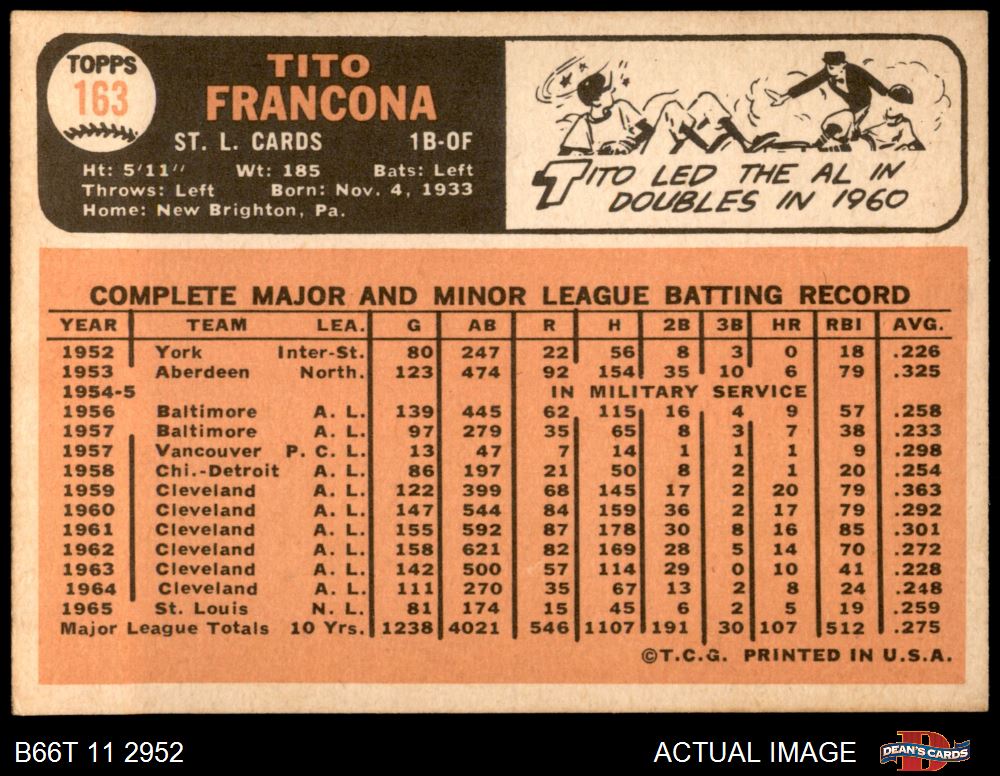 TOPPS
163
TITO
FRANCONA
ST. L. CARDS 1B-OF
Ht: 5'11" Wt: 185 Bats: Left
Throws: Left Born: Nov. 4, 1933
Home: New Brighton, Pa.
TITO LED THE AL IN
DOUBLES IN 1960
COMPLETE MAJOR AND MINOR LEAGUE BATTING RECORD
YEAR TEAM LEA. G AB R H 2B 3B HR RBI AVG.
1952 York Inter-St. 80 247 22 56 8 3 0 18 .226
1953 Aberdeen North. 123 474 92 154 35 10 6 79 .325
1954-5 IN MILITARY SERVICE
1956 Baltimore A. L. 139 445 62 115 16 4 9 57 .258
1957 Baltimore A. L. 97 279 35 65 8 3 7 38 .233
1957 Vancouver P. C. L. 13 47 7 14 1 1 1 9 .298
1958 Chi.-Detroit A. L. 86 197 21 50 8 2 1 20 .254
1959 Cleveland A. L. 122 399 68 145 17 2 20 79 .363
1960 Cleveland A. L. 147 544 84 159 36 2 17 79 .292
1961 Cleveland A. L. 155 592 87 178 30 8 16 85 .301
1962 Cleveland A. L. 158 621 82 169 28 5 14 70 .272
1963 Cleveland A. L. 142 500 57 114 29 0 10 41 .228
1964 Cleveland A. L. 111 270 35 67 13 2 8 24 .248
1965 St. Louis N. L. 81 174 15 45 6 2 5 19 .259
Major League Totals 10 Yrs. 1238 4021 546 1107 191 30 107 512 .275
©T.C.G. PRINTED IN U.S.A.
B66T 11 2952 ACTUAL IMAGE DEAN'S CARDS